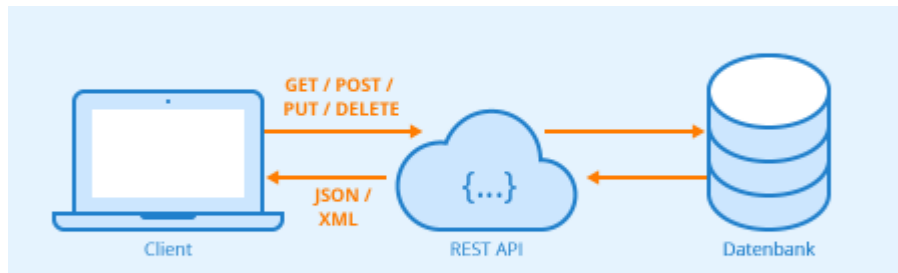 GET / POST /
PUT / DELETE
{...}
JSON /
XML
Client
REST API
Datenbank